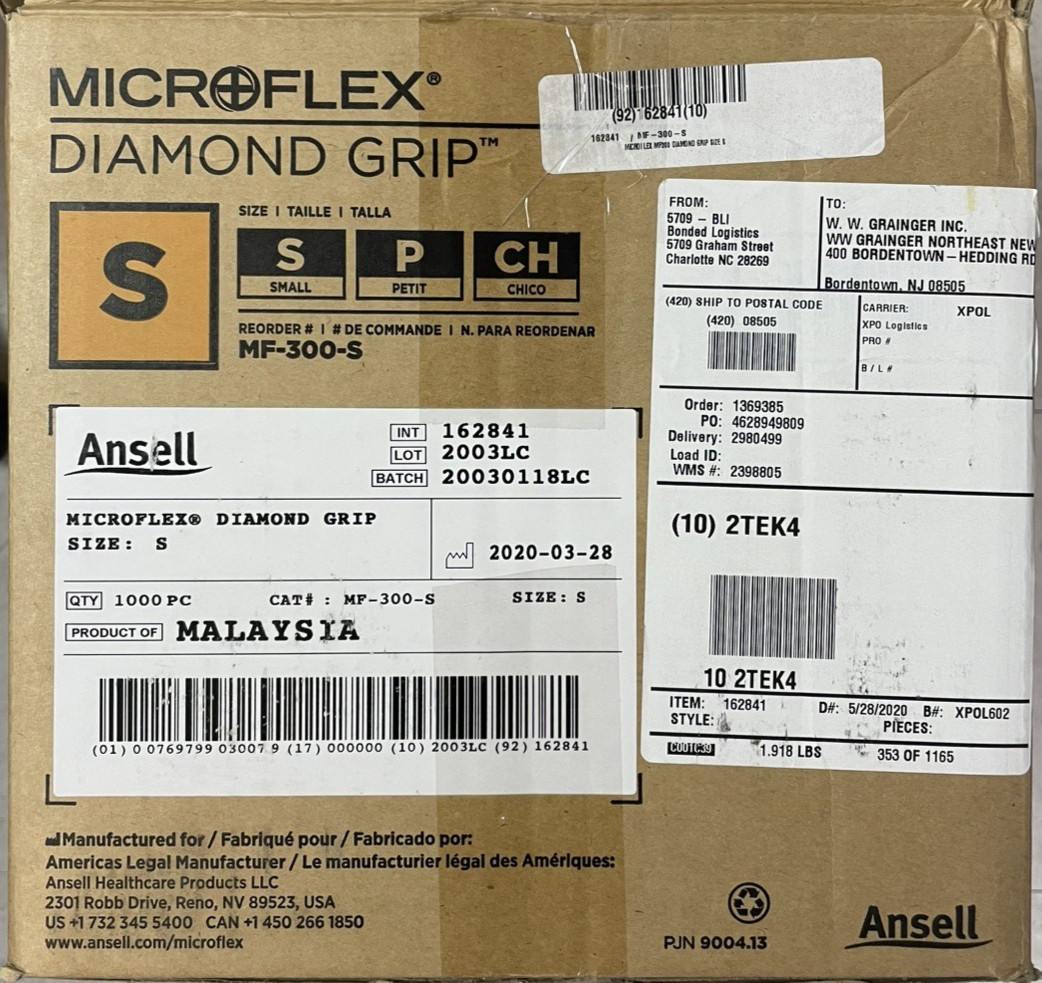 MICROFLEX®
DIAMOND GRIP™
(92)162841(10)
162841 / MF-300-S
MICROFLEX MF300 DIAMOND GRIP SIZE S
S
SIZE | TAILLE | TALLA
S P CH
SMALL PETIT CHICO
REORDER # | # DE COMMANDE | N. PARA REORDENAR
MF-300-S
FROM:
5709 - BLI
Bonded Logistics
5709 Graham Street
Charlotte NC 28269
TO:
W. W. GRAINGER INC.
WW GRAINGER NORTHEAST NEW
400 BORDENTOWN-HEDDING RD
Bordentown, NJ 08505
(420) SHIP TO POSTAL CODE
(420) 08505
CARRIER: XPOL
XPO Logistics
PRO #
B/L #
Order: 1369385
PO: 4628949809
Delivery: 2980499
Load ID:
WMS #: 2398805
(10) 2TEK4
10 2TEK4
ITEM: 162841 D#: 5/28/2020 B#: XPOL602
STYLE: PIECES:
1.918 LBS 353 OF 1165
Ansell
INT 162841
LOT 2003LC
BATCH 20030118LC
MICROFLEX® DIAMOND GRIP
SIZE: S
2020-03-28
QTY 1000 PC CAT# : MF-300-S SIZE: S
PRODUCT OF MALAYSIA
(01) 0 0769799 03007 9 (17) 000000 (10) 2003LC (92) 162841
Manufactured for / Fabriqué pour / Fabricado por:
Americas Legal Manufacturer / Le manufacturier légal des Amériques:
Ansell Healthcare Products LLC
2301 Robb Drive, Reno, NV 89523, USA
US +1 732 345 5400 CAN +1 450 266 1850
www.ansell.com/microflex
PJN 9004.13
Ansell